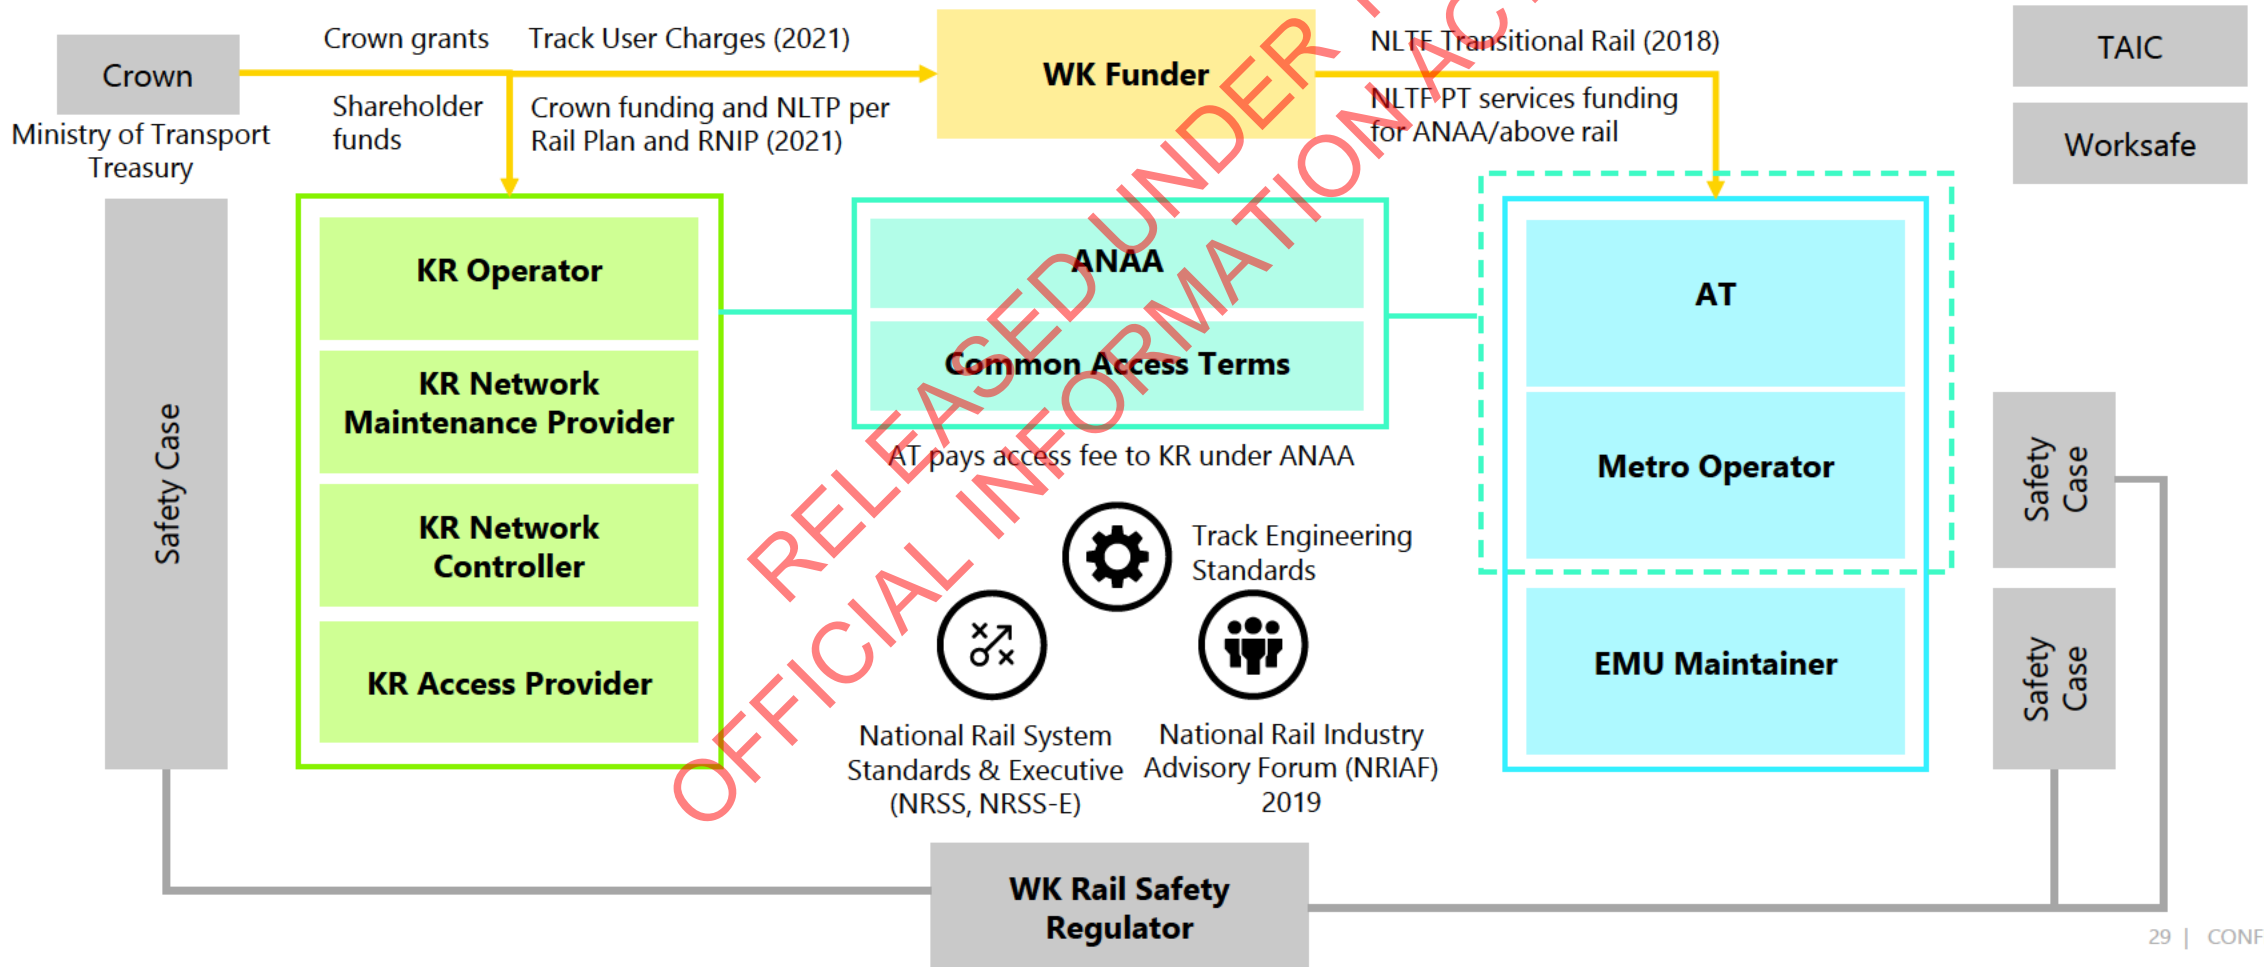 Crown
Ministry of Transport
Treasury
Crown grants
Shareholder
funds
Track User Charges (2021)
Crown funding and NLTP per
Rail Plan and RNIP (2021)
WK Funder
NLTF Transitional Rail (2018)
NLTF PT services funding
for ANAA/above rail
TAIC
Worksafe
Safety Case
KR Operator
KR Network
Maintenance Provider
KR Network
Controller
KR Access Provider
ANAA
Common Access Terms
AT pays access fee to KR under ANAA
Track Engineering
Standards
National Rail System
Standards & Executive
(NRSS, NRSS-E)
National Rail Industry
Advisory Forum (NRIAF)
2019
AT
Metro Operator
EMU Maintainer
Safety
Case
Safety
Case
WK Rail Safety
Regulator
RELEASED UNDER
OFFICIAL INFORMATION AC
29 | CONF